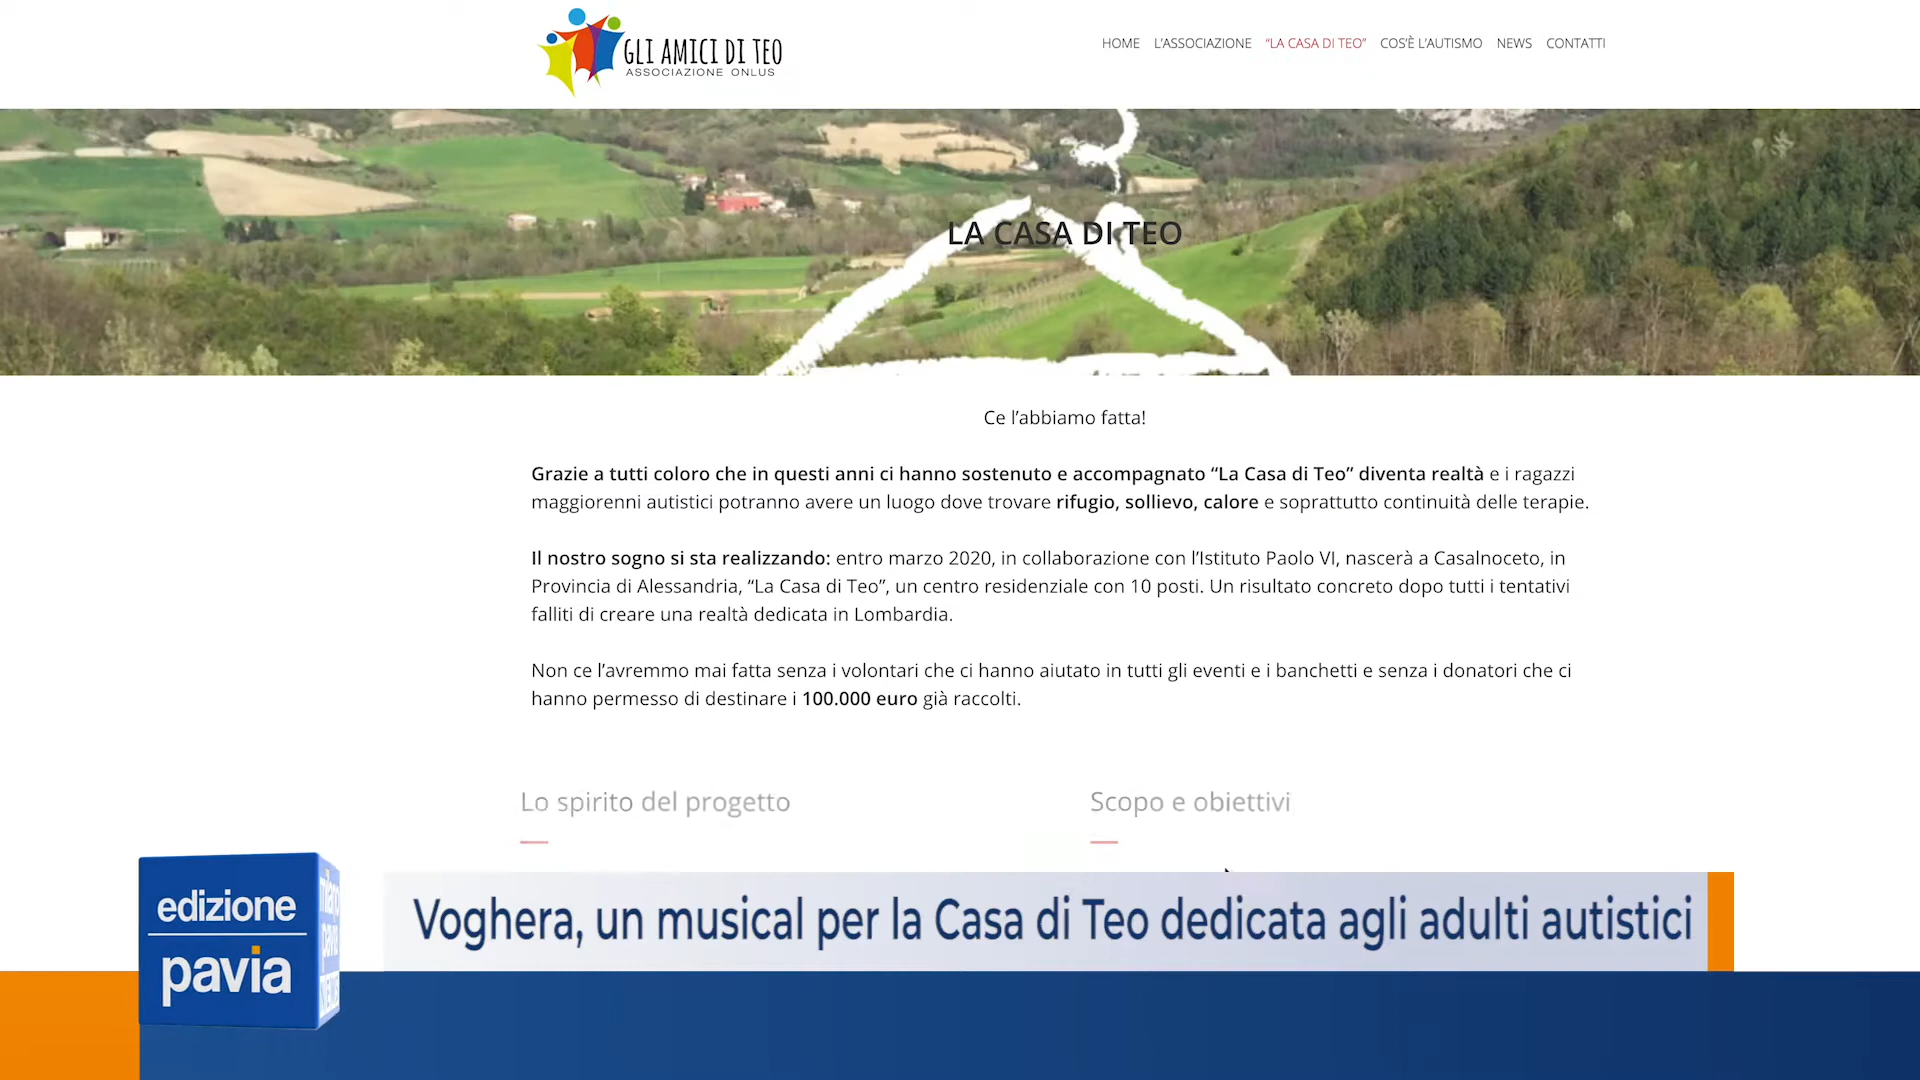 GLI AMICI DI TEO
ASSOCIAZIONE ONLUS
HOME L'ASSOCIAZIONE “LA CASA DI TEO” COS'È L'AUTISMO NEWS CONTATTI
LA CASA DI TEO
Ce l’abbiamo fatta!
Grazie a tutti coloro che in questi anni ci hanno sostenuto e accompagnato “La Casa di Teo” diventa realtà e i ragazzi
maggiorenni autistici potranno avere un luogo dove trovare rifugio, sollievo, calore e soprattutto continuità delle terapie.
Il nostro sogno si sta realizzando: entro marzo 2020, in collaborazione con l’Istituto Paolo VI, nascerà a Casalnoceto, in
Provincia di Alessandria, “La Casa di Teo”, un centro residenziale con 10 posti. Un risultato concreto dopo tutti i tentativi
falliti di creare una realtà dedicata in Lombardia.
Non ce l’avremmo mai fatta senza i volontari che ci hanno aiutato in tutti gli eventi e i banchetti e senza i donatori che ci
hanno permesso di destinare i 100.000 euro già raccolti.
Lo spirito del progetto
Scopo e obiettivi
edizione
pavia
milano
pavia
NEWS
Voghera, un musical per la Casa di Teo dedicata agli adulti autistici